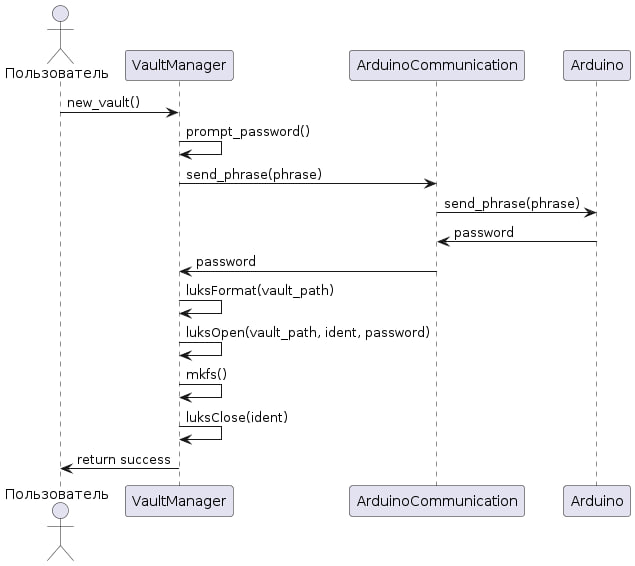 Пользователь
VaultManager
ArduinoCommunication
Arduino
new_vault()
prompt_password()
send_phrase(phrase)
send_phrase(phrase)
password
password
luksFormat(vault_path)
luksOpen(vault_path, ident, password)
mkfs()
luksClose(ident)
return success
Пользователь
VaultManager
ArduinoCommunication
Arduino